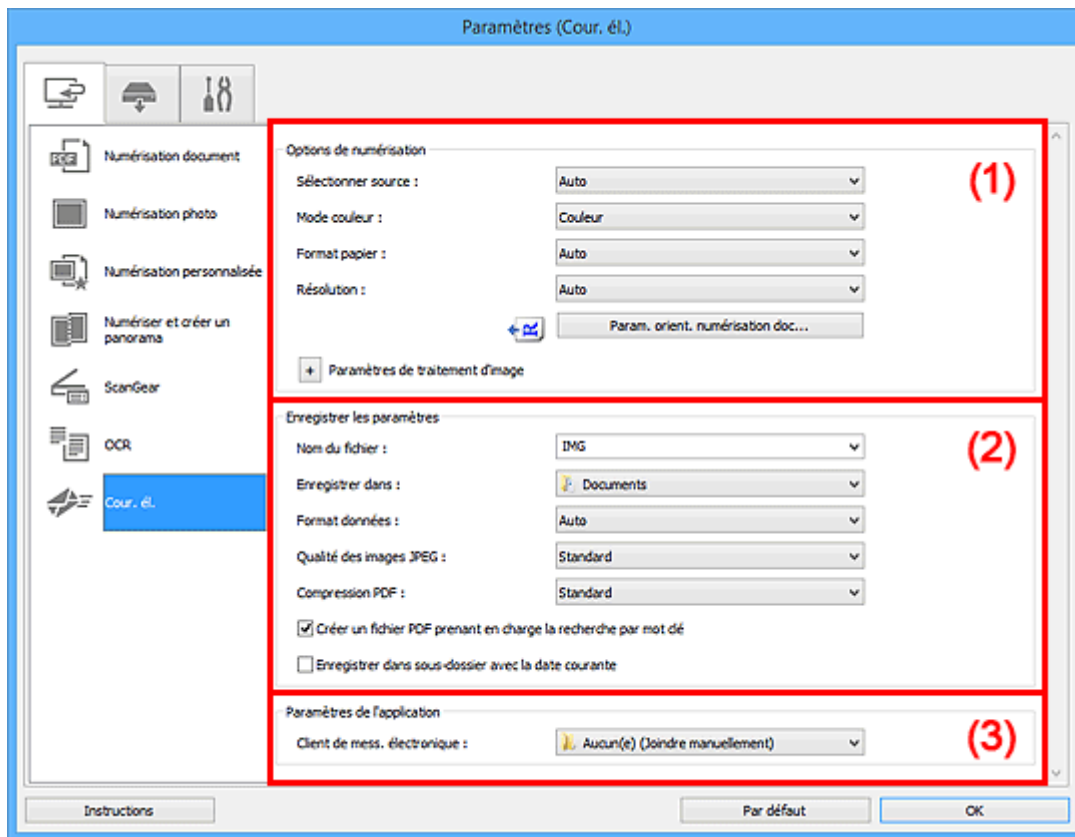 Paramètres (Cour. él.)
Numérisation document
Numérisation photo
Numérisation personnalisée
Numériser et créer un
panorama
ScanGear
OCR
Cour. él.
Options de numérisation
(1)
Sélectionner source : Auto
Mode couleur : Couleur
Format papier : Auto
Résolution : Auto
R Param. orient. numérisation doc...
+ Paramètres de traitement d'image
Enregistrer les paramètres
(2)
Nom du fichier : IMG
Enregistrer dans : Documents
Format données : Auto
Qualité des images JPEG : Standard
Compression PDF : Standard
Créer un fichier PDF prenant en charge la recherche par mot clé
Enregistrer dans sous-dossier avec la date courante
Paramètres de l'application
(3)
Client de mess. électronique : Aucun(e) (Joindre manuellement)
Instructions Par défaut OK